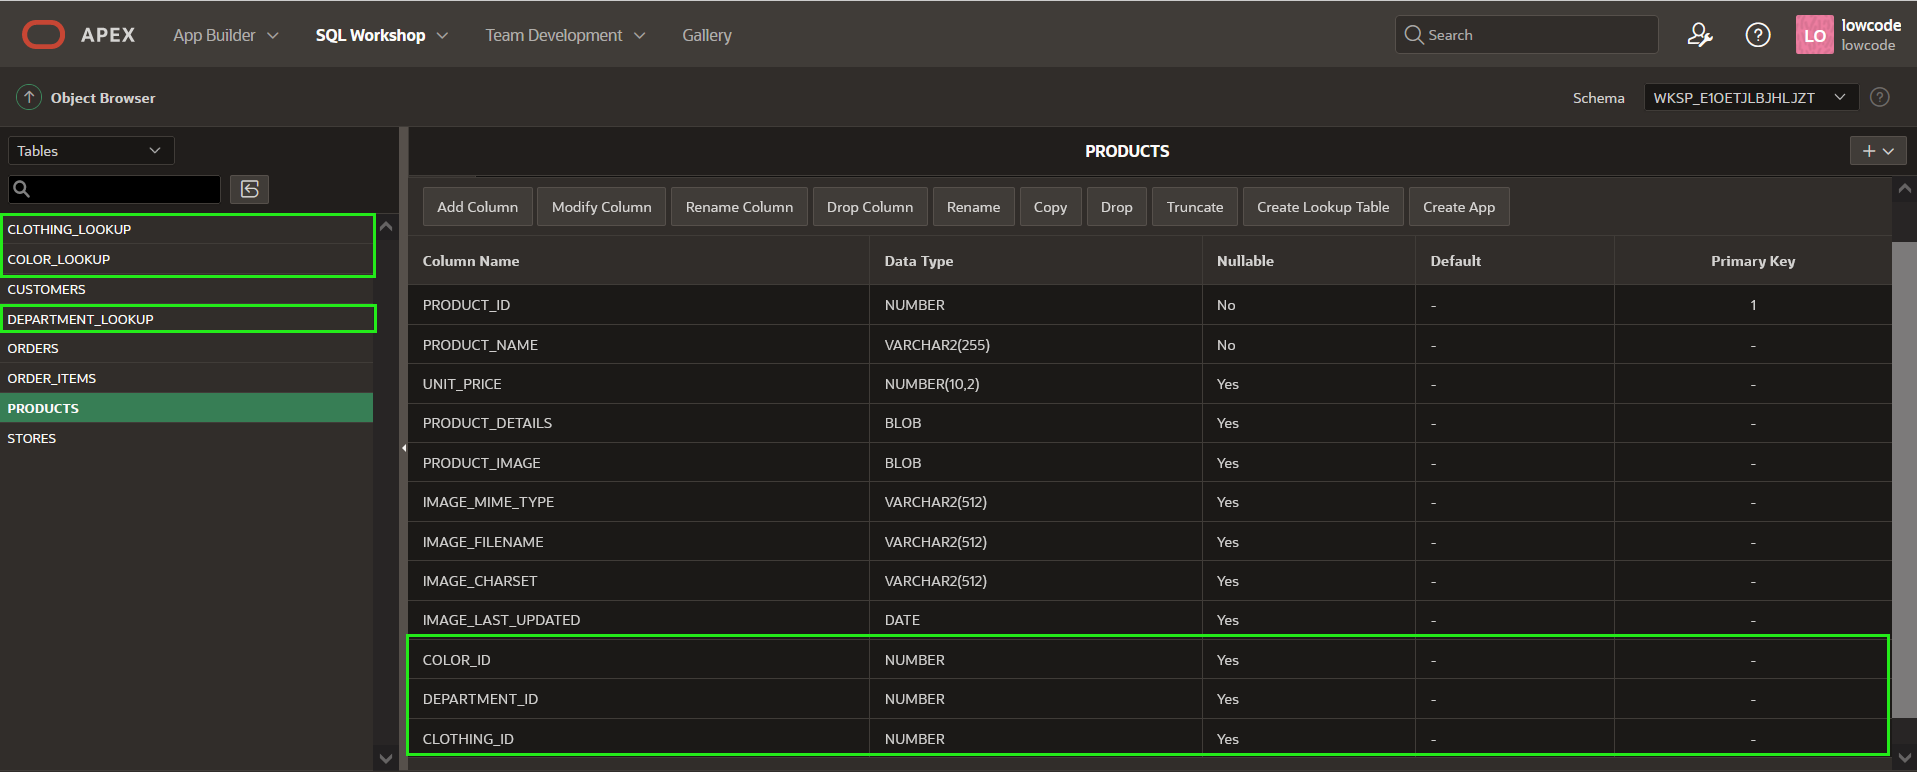 APEX App Builder SQL Workshop Team Development Gallery Search LO lowcode
lowcode
Object Browser Schema WKSP_E1OETJLBJHLJZT
Tables
PRODUCTS
CLOTHING_LOOKUP
COLOR_LOOKUP
CUSTOMERS
DEPARTMENT_LOOKUP
ORDERS
ORDER_ITEMS
PRODUCTS
STORES
Add Column Modify Column Rename Column Drop Column Rename Copy Drop Truncate Create Lookup Table Create App
Column Name Data Type Nullable Default Primary Key
PRODUCT_ID NUMBER No - 1
PRODUCT_NAME VARCHAR2(255) No - -
UNIT_PRICE NUMBER(10,2) Yes - -
PRODUCT_DETAILS BLOB Yes - -
PRODUCT_IMAGE BLOB Yes - -
IMAGE_MIME_TYPE VARCHAR2(512) Yes - -
IMAGE_FILENAME VARCHAR2(512) Yes - -
IMAGE_CHARSET VARCHAR2(512) Yes - -
IMAGE_LAST_UPDATED DATE Yes - -
COLOR_ID NUMBER Yes - -
DEPARTMENT_ID NUMBER Yes - -
CLOTHING_ID NUMBER Yes - -